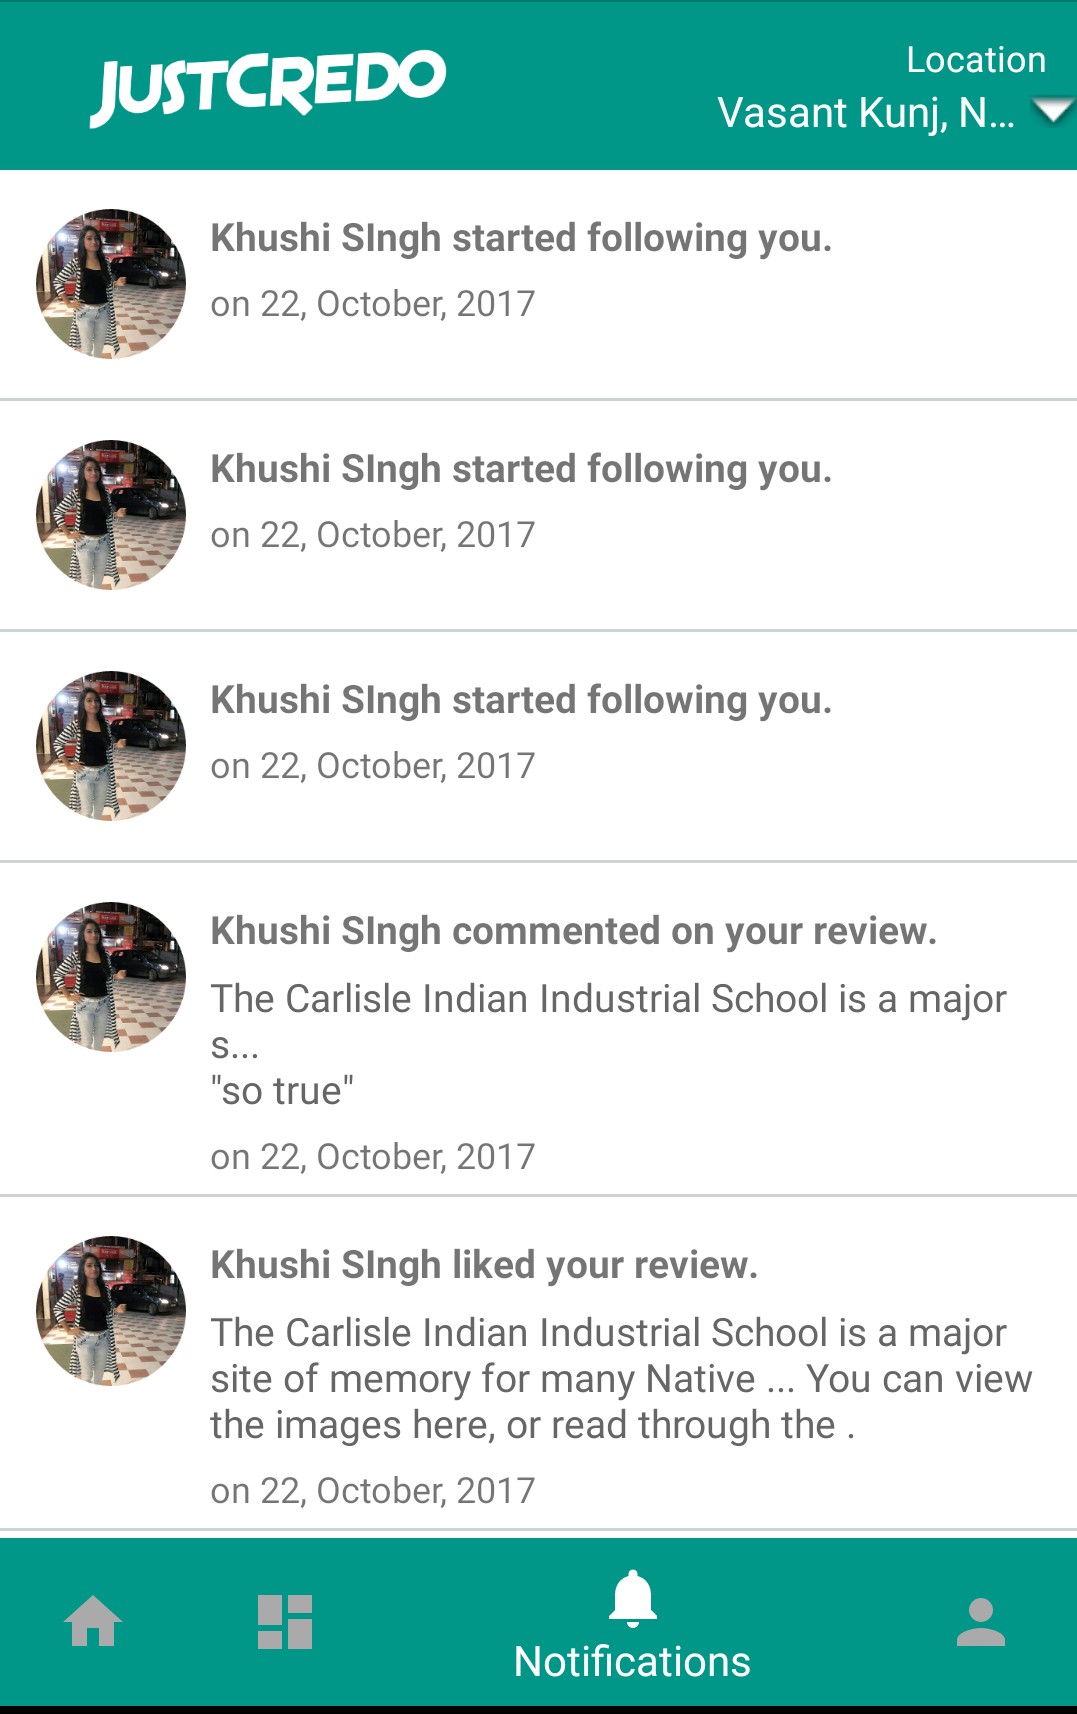 JUSTCREDO
Location
Vasant Kunj, N...
Khushi SIngh started following you.
on 22, October, 2017
Khushi SIngh started following you.
on 22, October, 2017
Khushi SIngh started following you.
on 22, October, 2017
Khushi SIngh commented on your review.
The Carlisle Indian Industrial School is a major
s...
"so true"
on 22, October, 2017
Khushi SIngh liked your review.
The Carlisle Indian Industrial School is a major
site of memory for many Native ... You can view
the images here, or read through the .
on 22, October, 2017
Notifications